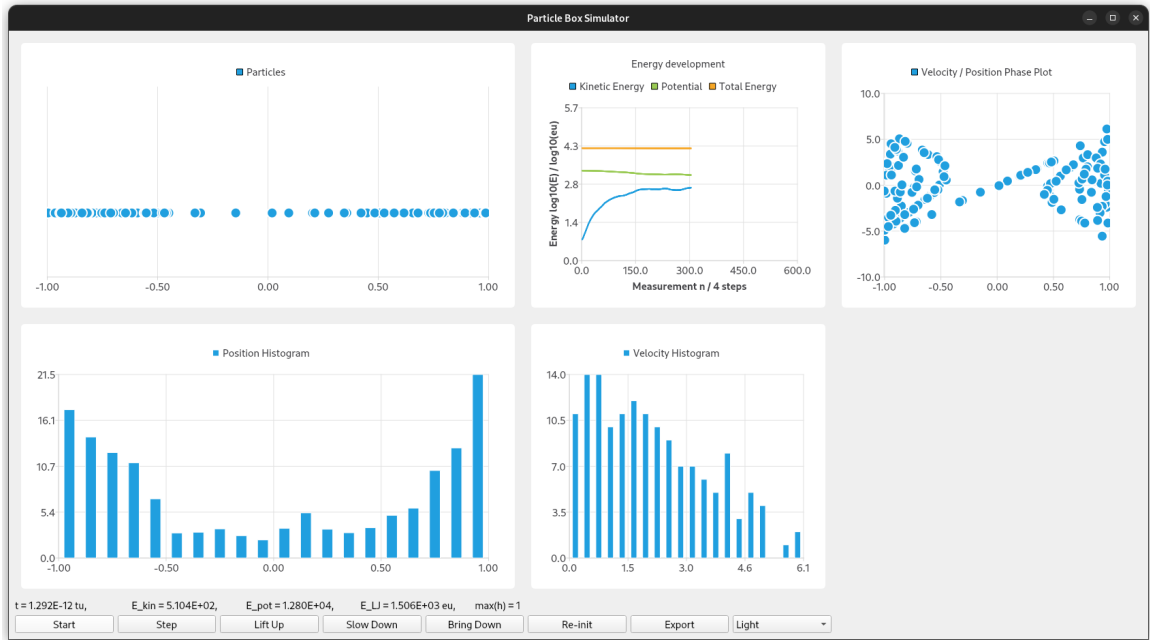 Particle Box Simulator
Particles
-1.00 -0.50 0.00 0.50 1.00
Energy development
Kinetic Energy Potential Total Energy
Energy log10(E) / log10(eu)
5.7
4.3
2.8
1.4
0.0
0.0 150.0 300.0 450.0 600.0
Measurement n / 4 steps
Velocity / Position Phase Plot
10.0
5.0
0.0
-5.0
-10.0
-1.00 -0.50 0.00 0.50 1.00
Position Histogram
21.5
16.1
10.7
5.4
0.0
-1.00 -0.50 0.00 0.50 1.00
Velocity Histogram
14.0
10.5
7.0
3.5
0.0
0.0 1.5 3.0 4.6 6.1
t = 1.292E-12 tu, E_kin = 5.104E+02, E_pot = 1.280E+04, E_LJ = 1.506E+03 eu, max(h) = 1
Start Step Lift Up Slow Down Bring Down Re-init Export Light